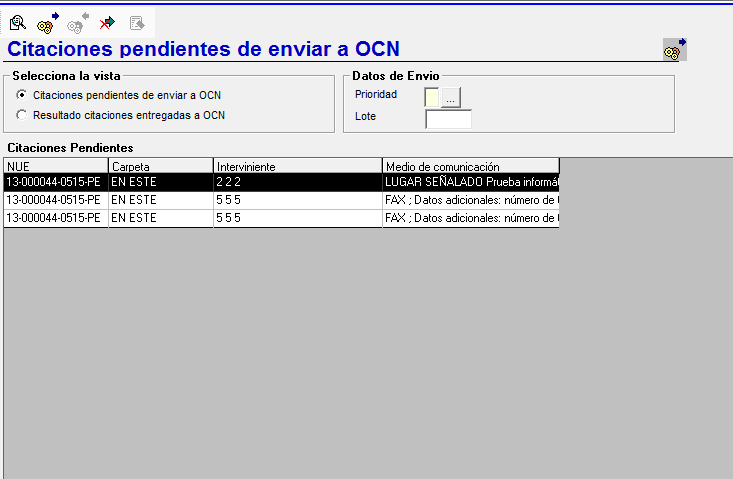 Citaciones pendientes de enviar a OCN
Selecciona la vista
Citaciones pendientes de enviar a OCN
Resultado citaciones entregadas a OCN
Datos de Envio
Prioridad ...
Lote
Citaciones Pendientes
NUE Carpeta Interviniente Medio de comunicación
13-000044-0515-PE EN ESTE 2 2 2 LUGAR SEÑALADO Prueba informá
13-000044-0515-PE EN ESTE 5 5 5 FAX ; Datos adicionales: número de
13-000044-0515-PE EN ESTE 5 5 5 FAX ; Datos adicionales: número de